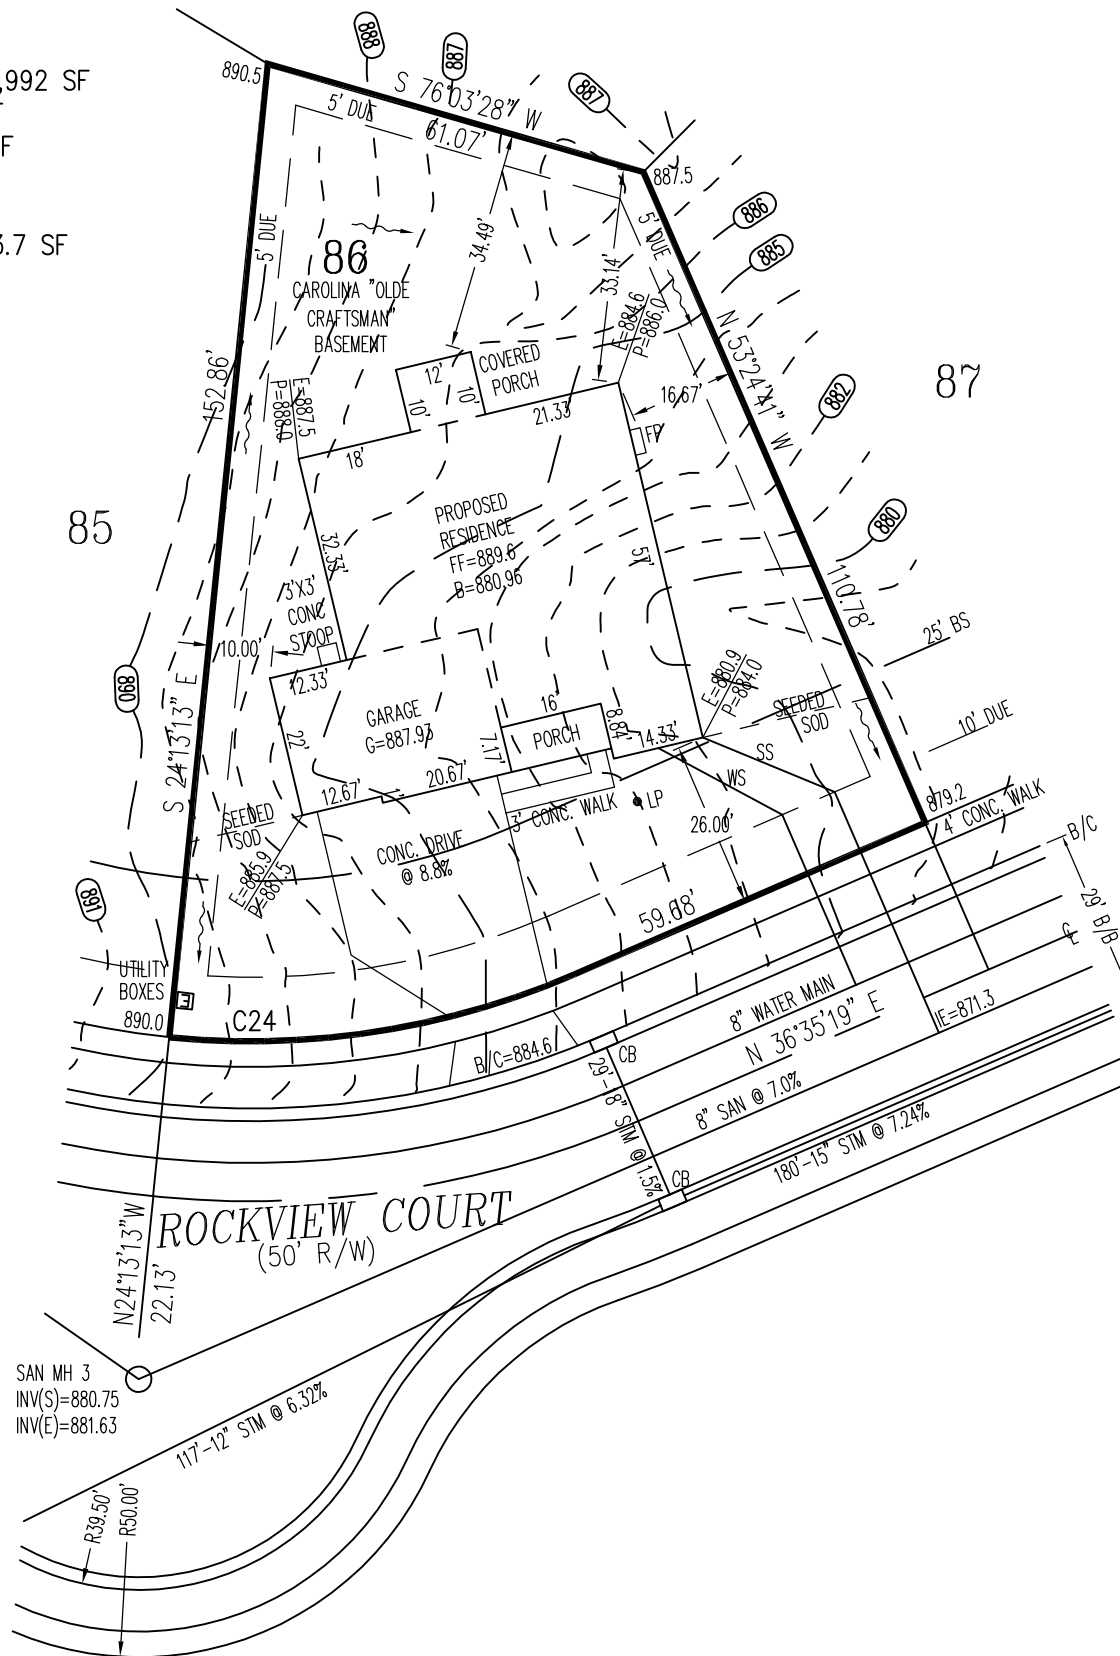 888
887
,992 SF
S 76°03'28" W
887
890.5
5' DUE
61.07'
F
887.5
3.7 SF
5' DUE
34.49'
33.14'
5' DUE
886
885
86
CAROLINA "OLDE
CRAFTSMAN"
BASEMENT
E=884.6
P=886.0
N 53°24'41" W
COVERED
PORCH
12'
10'
10'
21.33'
16.67'
FP
882
87
152.86'
E=887.5
P=888.0
18'
85
PROPOSED
RESIDENCE
FF=889.6
B=880.96
32.33'
57'
880
110.78'
3'X3'
CONC
STOOP
10.00'
12.33'
25' BS
10' DUE
890
S 24°13'13" E
E=880.9
P=884.0
SEEDED
SOD
GARAGE
G=887.93
16'
PORCH
8.84'
14.33'
22'
7.17'
20.67'
12.67'
SS
WS
879.2
4' CONC. WALK
SEEDED
SOD
3' CONC. WALK
LP
26.00'
CONC. DRIVE
@ 8.8%
E=885.9
P=887.5
B/C
29' B/B
891
59.08'
UTILITY
BOXES
E
890.0
C24
8" WATER MAIN
IE=871.3
N 36°35'19" E
B/C=884.6
CB
29'-18" STM @ 1.5%
8" SAN @ 7.0%
CB
180'-15" STM @ 7.24%
ROCKVIEW COURT
(50' R/W)
N24°13'13"W
22.13'
SAN MH 3
INV(S)=880.75
INV(E)=881.63
117'-12" STM @ 6.32%
R39.50'
R50.00'